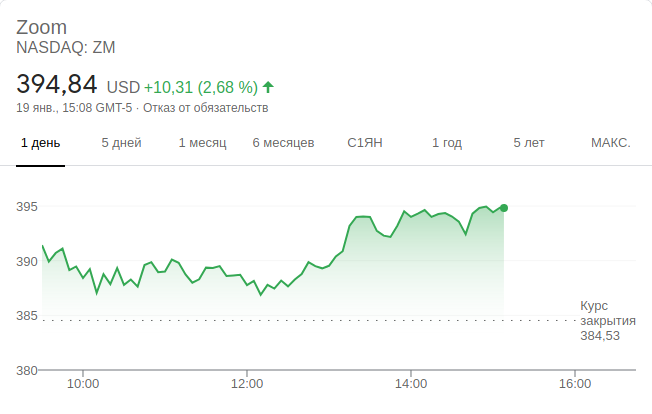 Zoom
NASDAQ: ZM
394,84 USD +10,31 (2,68 %)
19 янв., 15:08 GMT-5 · Отказ от обязательств
1 день 5 дней 1 месяц 6 месяцев С1ЯН 1 год 5 лет МАКС.
395
390
385
380
Курс
закрытия
384,53
10:00 12:00 14:00 16:00